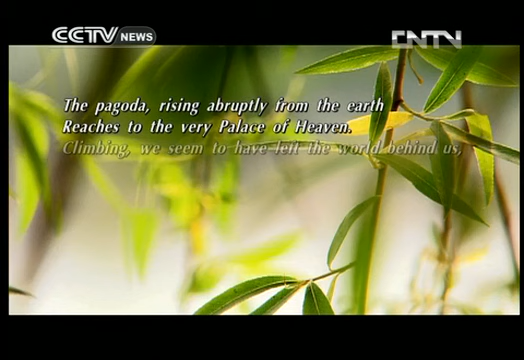 CCTV NEWS
CNTV
The pagoda, rising abruptly from the earth
Reaches to the very Palace of Heaven.
Climbing, we seem to have left the world behind us,